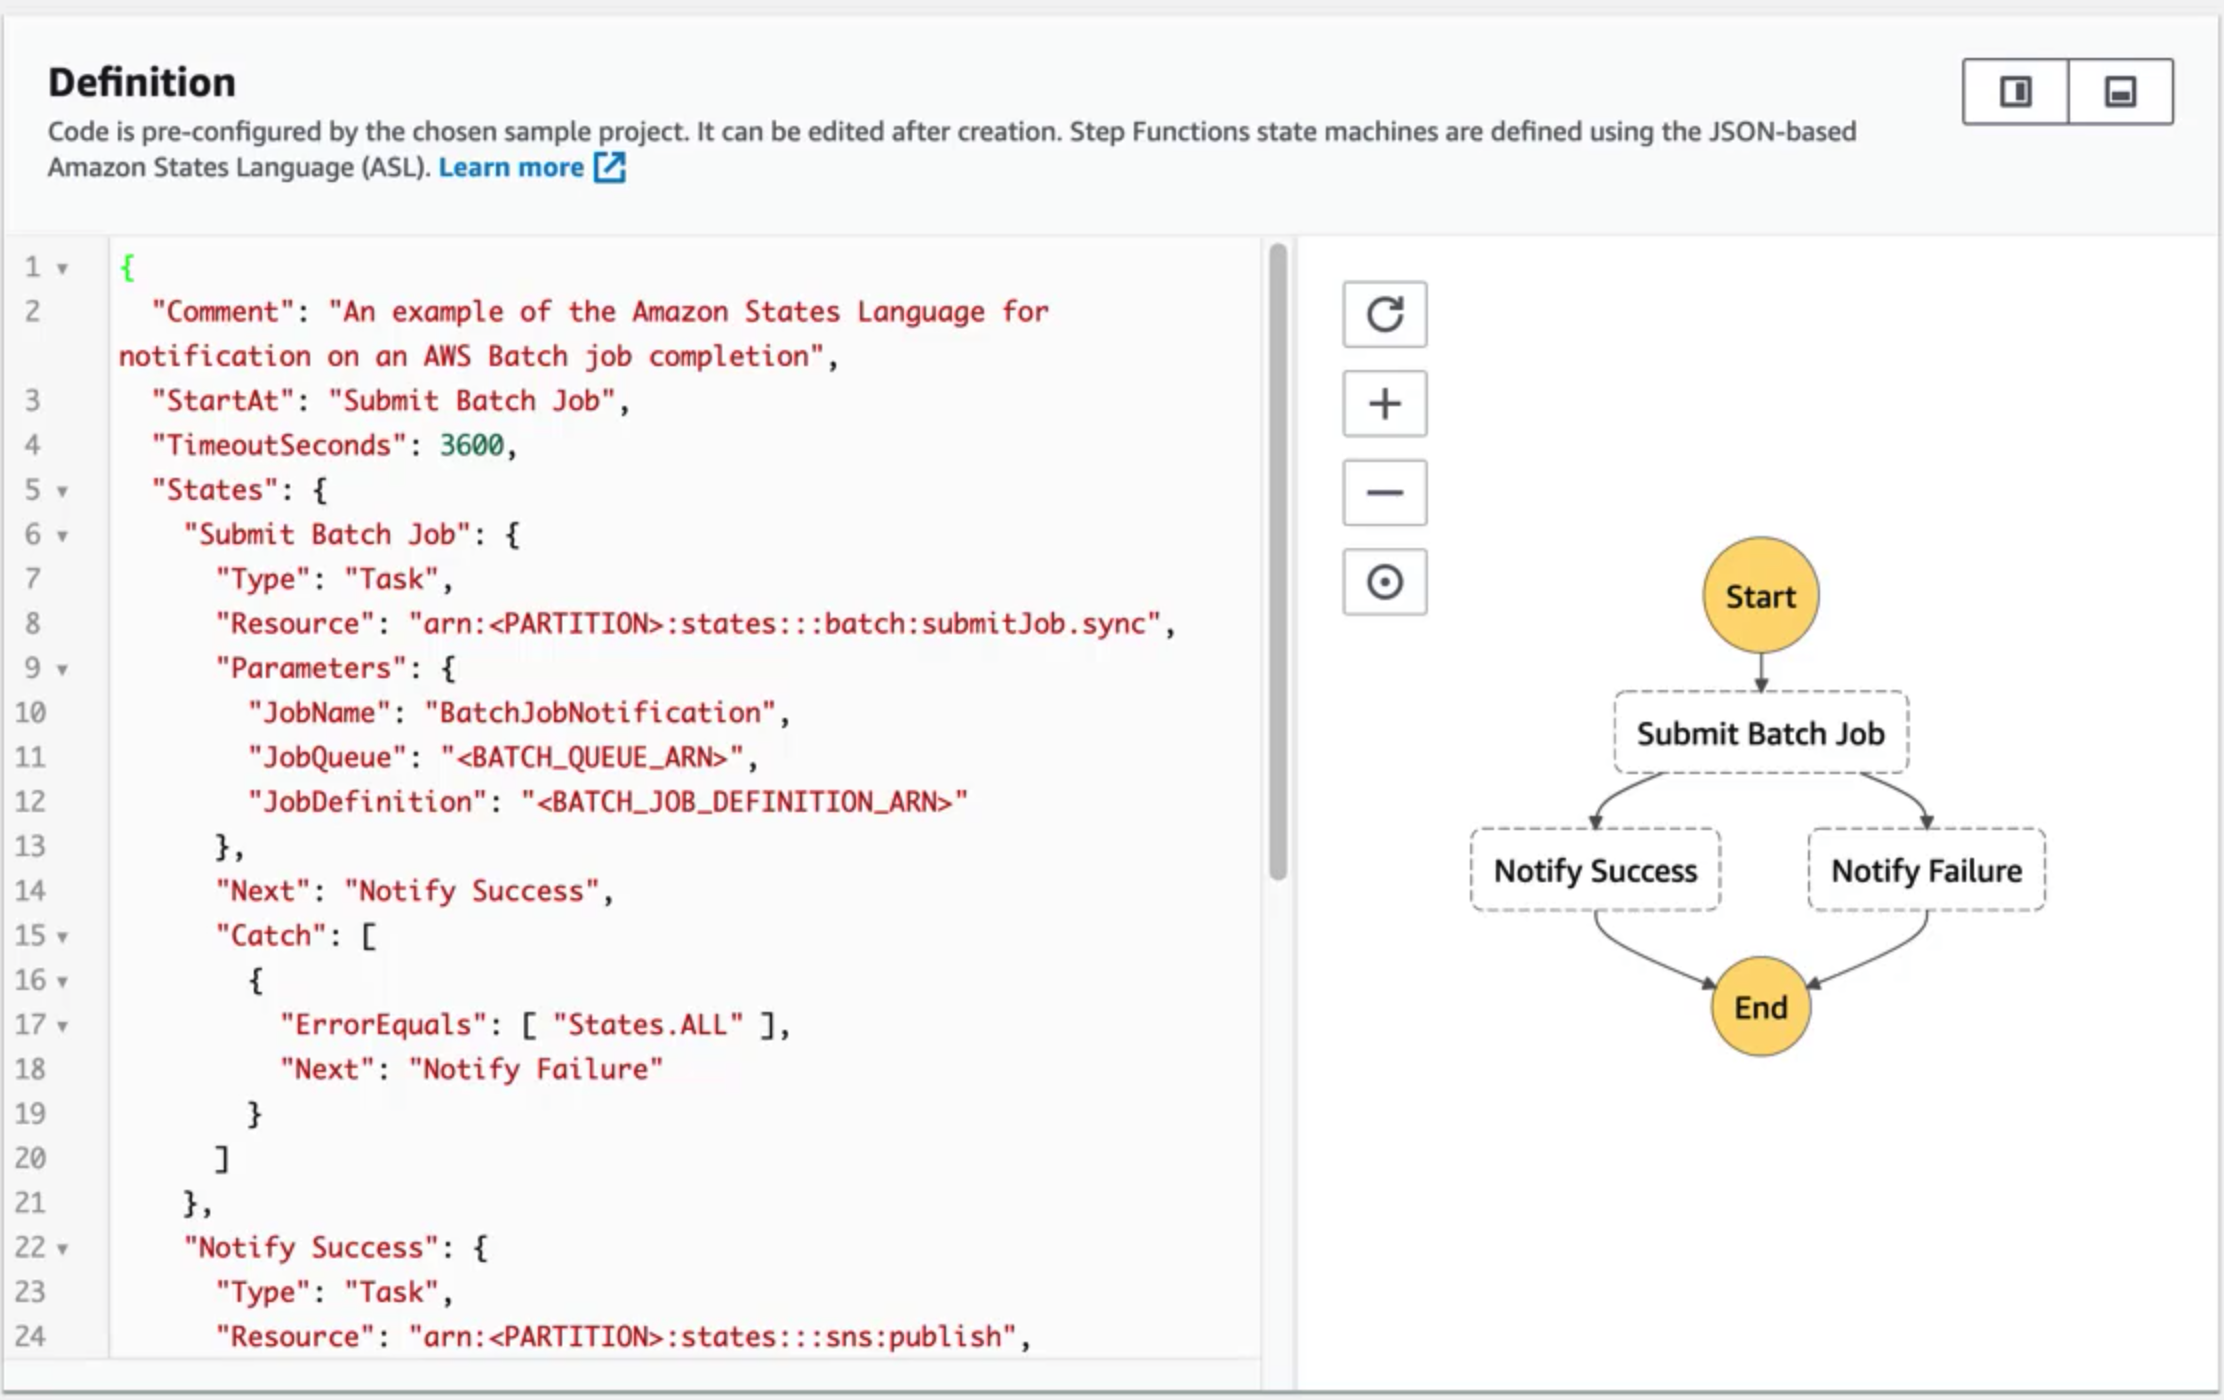 Definition
Code is pre-configured by the chosen sample project. It can be edited after creation. Step Functions state machines are defined using the JSON-based
Amazon States Language (ASL). Learn more
1 {
2 "Comment": "An example of the Amazon States Language for
notification on an AWS Batch job completion",
3 "StartAt": "Submit Batch Job",
4 "TimeoutSeconds": 3600,
5 "States": {
6 "Submit Batch Job": {
7 "Type": "Task",
8 "Resource": "arn:<PARTITION>:states:::batch:submitJob.sync",
9 "Parameters": {
10 "JobName": "BatchJobNotification",
11 "JobQueue": "<BATCH_QUEUE_ARN>",
12 "JobDefinition": "<BATCH_JOB_DEFINITION_ARN>"
13 },
14 "Next": "Notify Success",
15 "Catch": [
16 {
17 "ErrorEquals": [ "States.ALL" ],
18 "Next": "Notify Failure"
19 }
20 ]
21 },
22 "Notify Success": {
23 "Type": "Task",
24 "Resource": "arn:<PARTITION>:states:::sns:publish",
Start
Submit Batch Job
Notify Success
Notify Failure
End